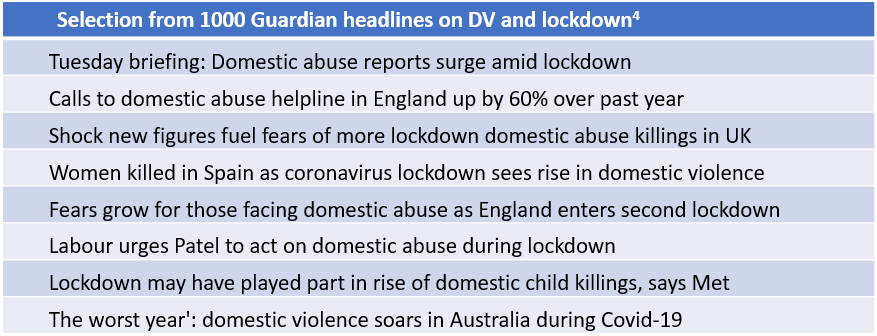 Selection from 1000 Guardian headlines on DV and lockdown⁴
Tuesday briefing: Domestic abuse reports surge amid lockdown
Calls to domestic abuse helpline in England up by 60% over past year
Shock new figures fuel fears of more lockdown domestic abuse killings in UK
Women killed in Spain as coronavirus lockdown sees rise in domestic violence
Fears grow for those facing domestic abuse as England enters second lockdown
Labour urges Patel to act on domestic abuse during lockdown
Lockdown may have played part in rise of domestic child killings, says Met
The worst year': domestic violence soars in Australia during Covid-19